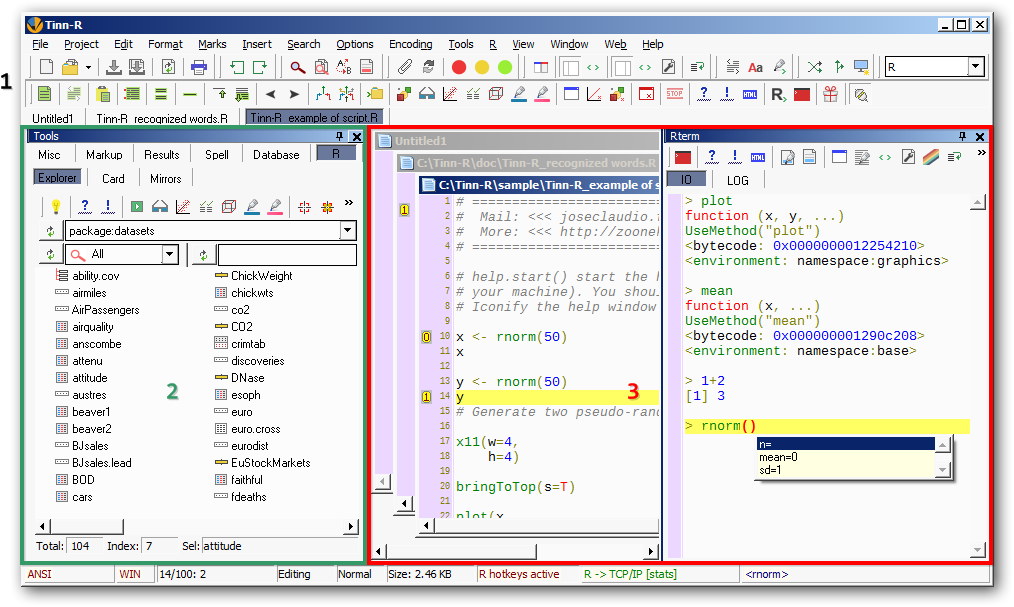 Tinn-R
File Project Edit Format Marks Insert Search Options Encoding Tools R View Window Web Help
1
R
Untitled1 Tinn-R_recognized words.R Tinn-R_example of script.R
Tools
Misc Markup Results Spell Database R
Explorer Card Mirrors
package:datasets
All
ability.cov ChickWeight
airmiles chickwts
AirPassengers co2
airquality CO2
anscombe crimtab
attenu discoveries
attitude DNase
austres esoph
beaver1 euro
beaver2 euro.cross
BJsales eurodist
BJsales.lead EuStockMarkets
BOD faithful
cars fdeaths
2
Total: 104 Index: 7 Sel: attitude
Untitled1
C:\Tinn-R\doc\Tinn-R_recognized words.R
C:\Tinn-R\sample\Tinn-R_example of s
1 # =========================
2 # Mail: <<< joseclaudio.
3 # More: <<< http://zoone
4 # =========================
5
6 # help.start() start the
7 # your machine). You shou
8 # Iconify the help window
9
0 10 x <- rnorm(50)
11 x
12
13 y <- rnorm(50)
1 14 y
15 # Generate two pseudo-ran
16
17 x11(w=4,
18 h=4)
19
20 bringToTop(s=T)
21
22 plot(x
1
3
Rterm
HTML
IO LOG
> plot
function (x, y, ...)
UseMethod("plot")
<bytecode: 0x0000000012254210>
<environment: namespace:graphics>
> mean
function (x, ...)
UseMethod("mean")
<bytecode: 0x000000001290c208>
<environment: namespace:base>
> 1+2
[1] 3
> rnorm()
n=
mean=0
sd=1
ANSI WIN 14/100: 2 Editing Normal Size: 2.46 KB R hotkeys active R -> TCP/IP [stats] <rnorm>